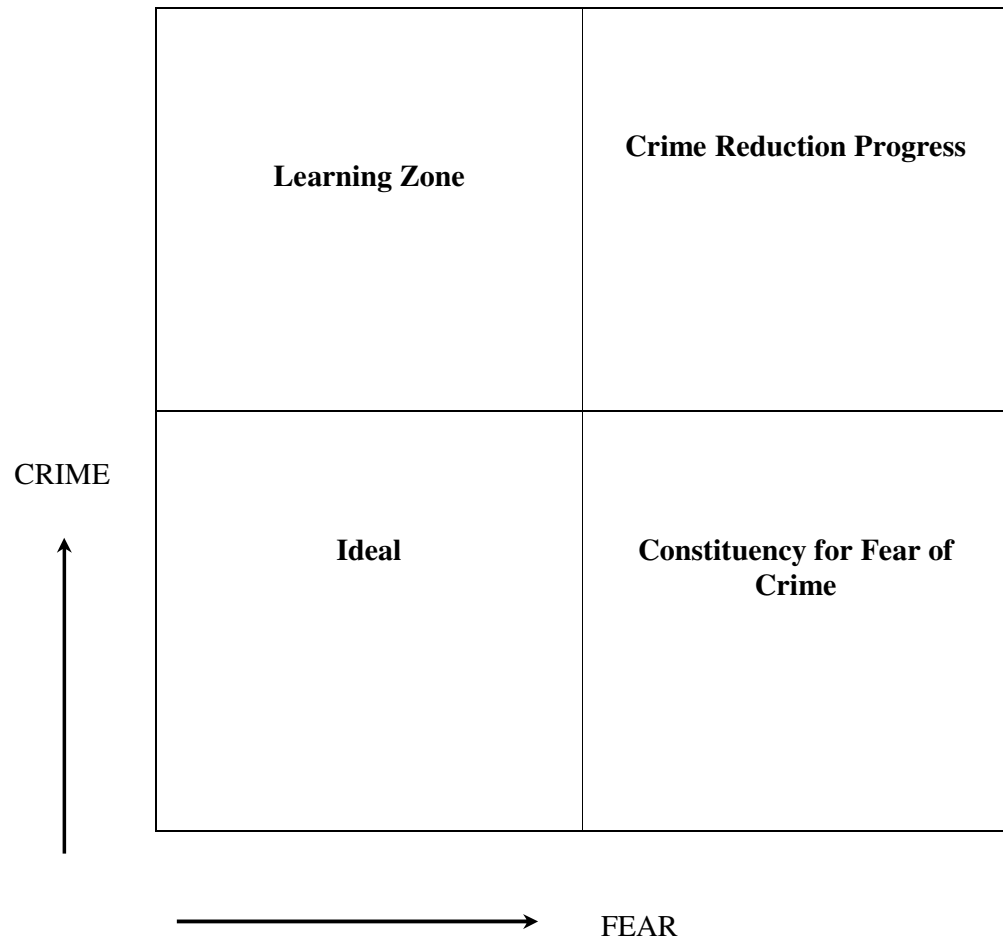 Learning Zone
Crime Reduction Progress
CRIME
Ideal
Constituency for Fear of
Crime
FEAR